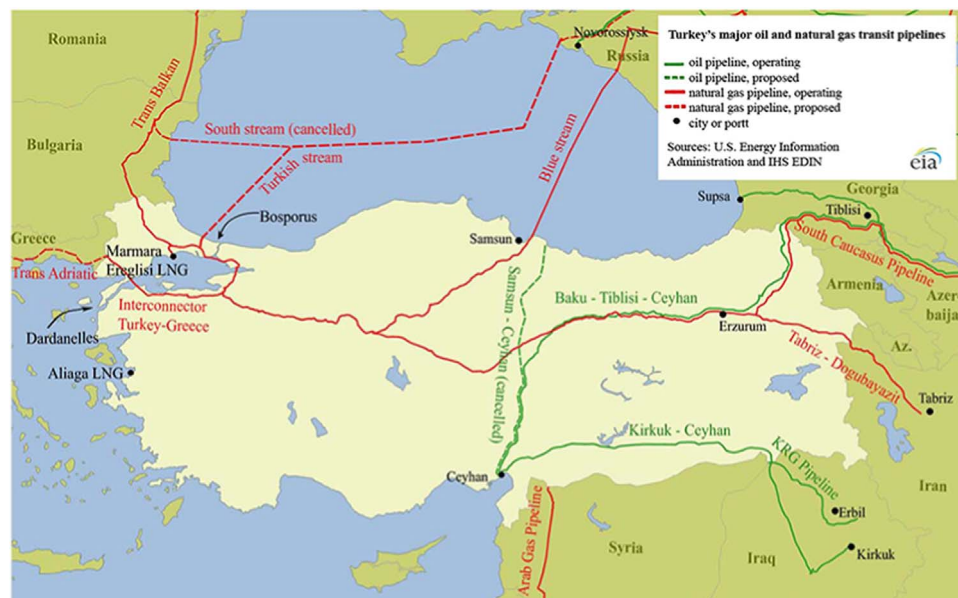 Romania
Novorossiysk
Russia
Turkey's major oil and natural gas transit pipelines
oil pipeline, operating
oil pipeline, proposed
natural gas pipeline, operating
natural gas pipeline, proposed
city or portt
Sources: U.S. Energy Information
Administration and IHS EDIN
eia
Trans Balkan
South stream (cancelled)
Turkish
stream
Blue stream
Bulgaria
Bosporus
Supsa
Georgia
Tiblisi
South Caucasus Pipeline
Greece
Trans Adriatic
Marmara
Ereglisi LNG
Samsun
Samsun - Ceyhan (cancelled)
Armenia
Azer-
baijan
Interconnector
Turkey-Greece
Baku - Tiblisi - Ceyhan
Erzurum
Dardanelles
Az.
Aliaga LNG
Tabriz - Dogubayazit
Tabriz
Kirkuk - Ceyhan
KRG Pipeline
Ceyhan
Iran
Arab Gas Pipeline
Erbil
Syria
Iraq
Kirkuk